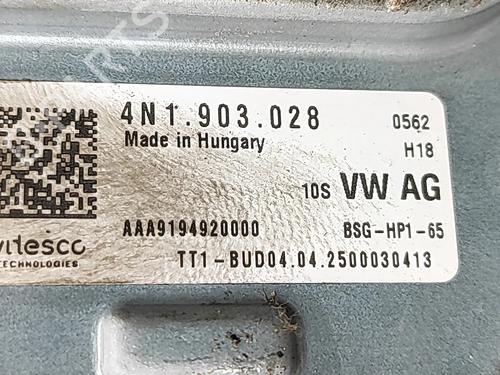 4N1.903.028 0562
Made in Hungary H18
10S VW AG
AAA9194920000 BSG-HP1-65
vitesco
TECHNOLOGIES
TT1-BUD04.04.2500030413